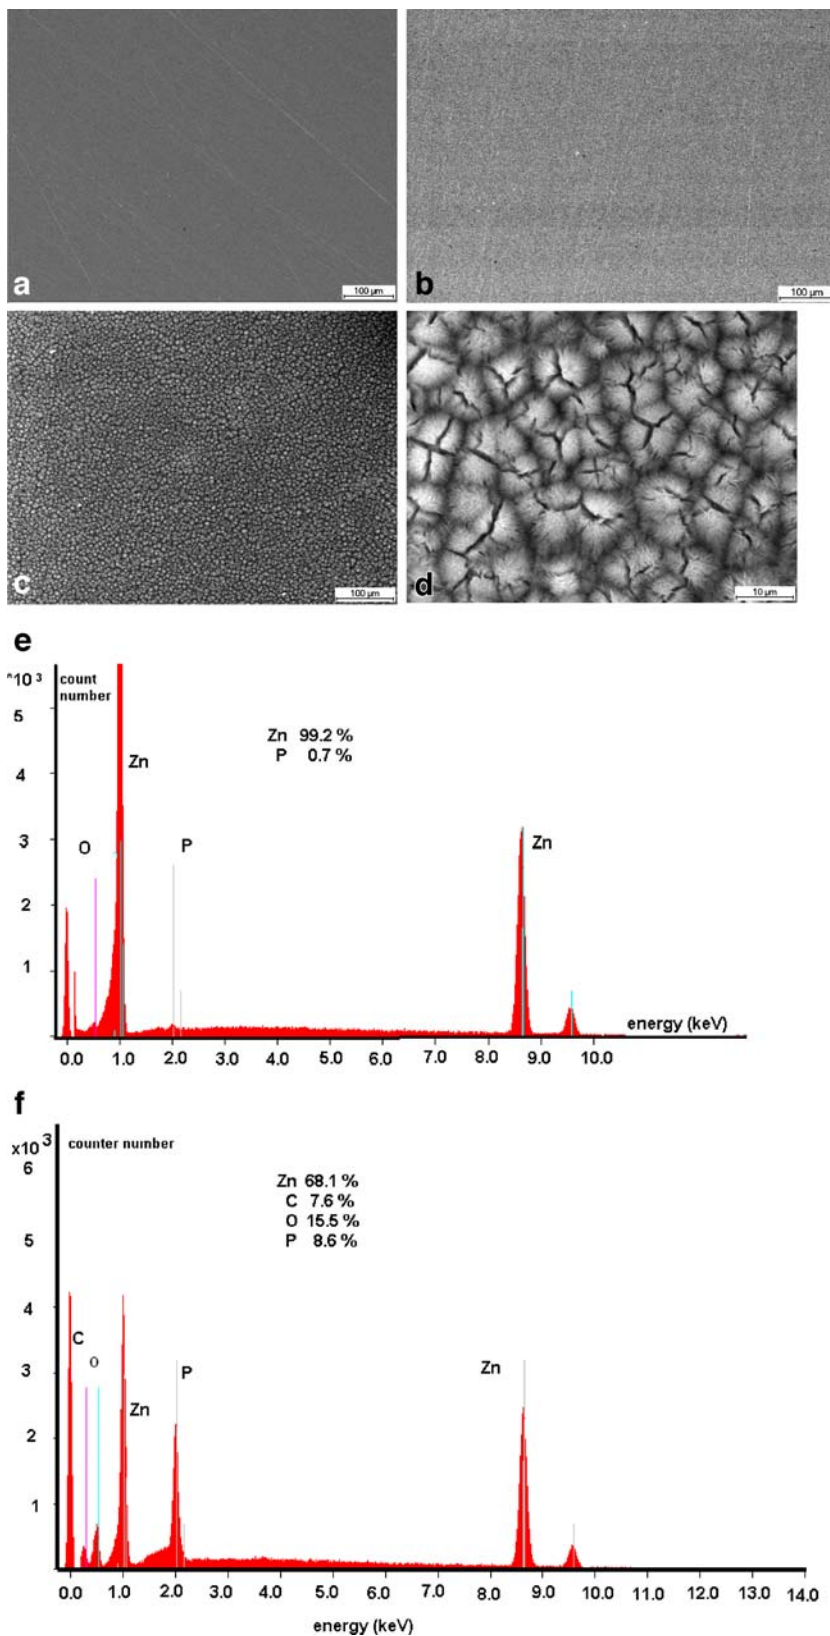 a
100 µm
b
100 µm
c
100 µm
d
10 µm
e
^10 3
count
number
5
4
3
2
1
Zn 99.2 %
P 0.7 %
Zn
O
P
Zn
energy (keV)
0.0 1.0 2.0 3.0 4.0 5.0 6.0 7.0 8.0 9.0 10.0
f
x10 3
counter number
6
5
4
3
2
1
Zn 68.1 %
C 7.6 %
O 15.5 %
P 8.6 %
C
O
Zn
P
Zn
0.0 1.0 2.0 3.0 4.0 5.0 6.0 7.0 8.0 9.0 10.0 11.0 12.0 13.0 14.0
energy (keV)